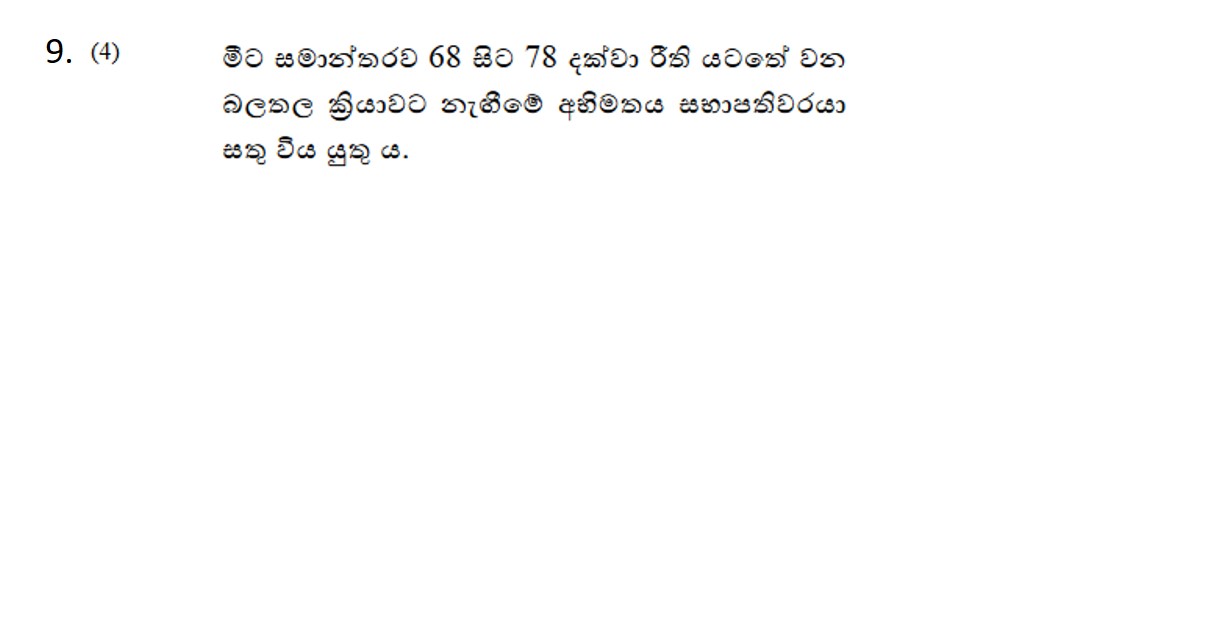 9. (4) මීට සමාන්තරව 68 සිට 78 දක්වා රීති යටතේ වන
බලතල ක්‍රියාවට නැඟීමේ අභිමතය සභාපතිවරයා
සතු විය යුතු ය.